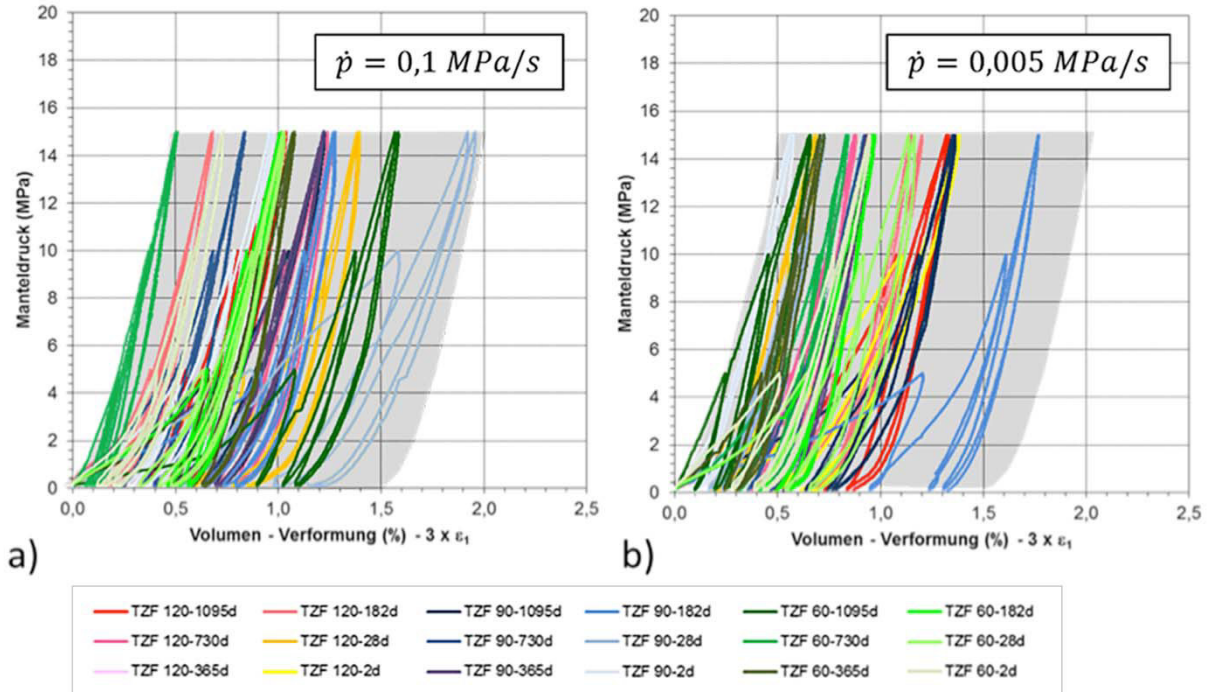 ṗ = 0,1 MPa/s
Manteldruck (MPa)
20
18
16
14
12
10
8
6
4
2
0
0,0 0,5 1,0 1,5 2,0 2,5
Volumen - Verformung (%) - 3 x ε₁
a)
ṗ = 0,005 MPa/s
Manteldruck (MPa)
20
18
16
14
12
10
8
6
4
2
0
0,0 0,5 1,0 1,5 2,0 2,5
Volumen - Verformung (%) - 3 x ε₁
b)
TZF 120-1095d TZF 120-182d TZF 90-1095d TZF 90-182d TZF 60-1095d TZF 60-182d
TZF 120-730d TZF 120-28d TZF 90-730d TZF 90-28d TZF 60-730d TZF 60-28d
TZF 120-365d TZF 120-2d TZF 90-365d TZF 90-2d TZF 60-365d TZF 60-2d